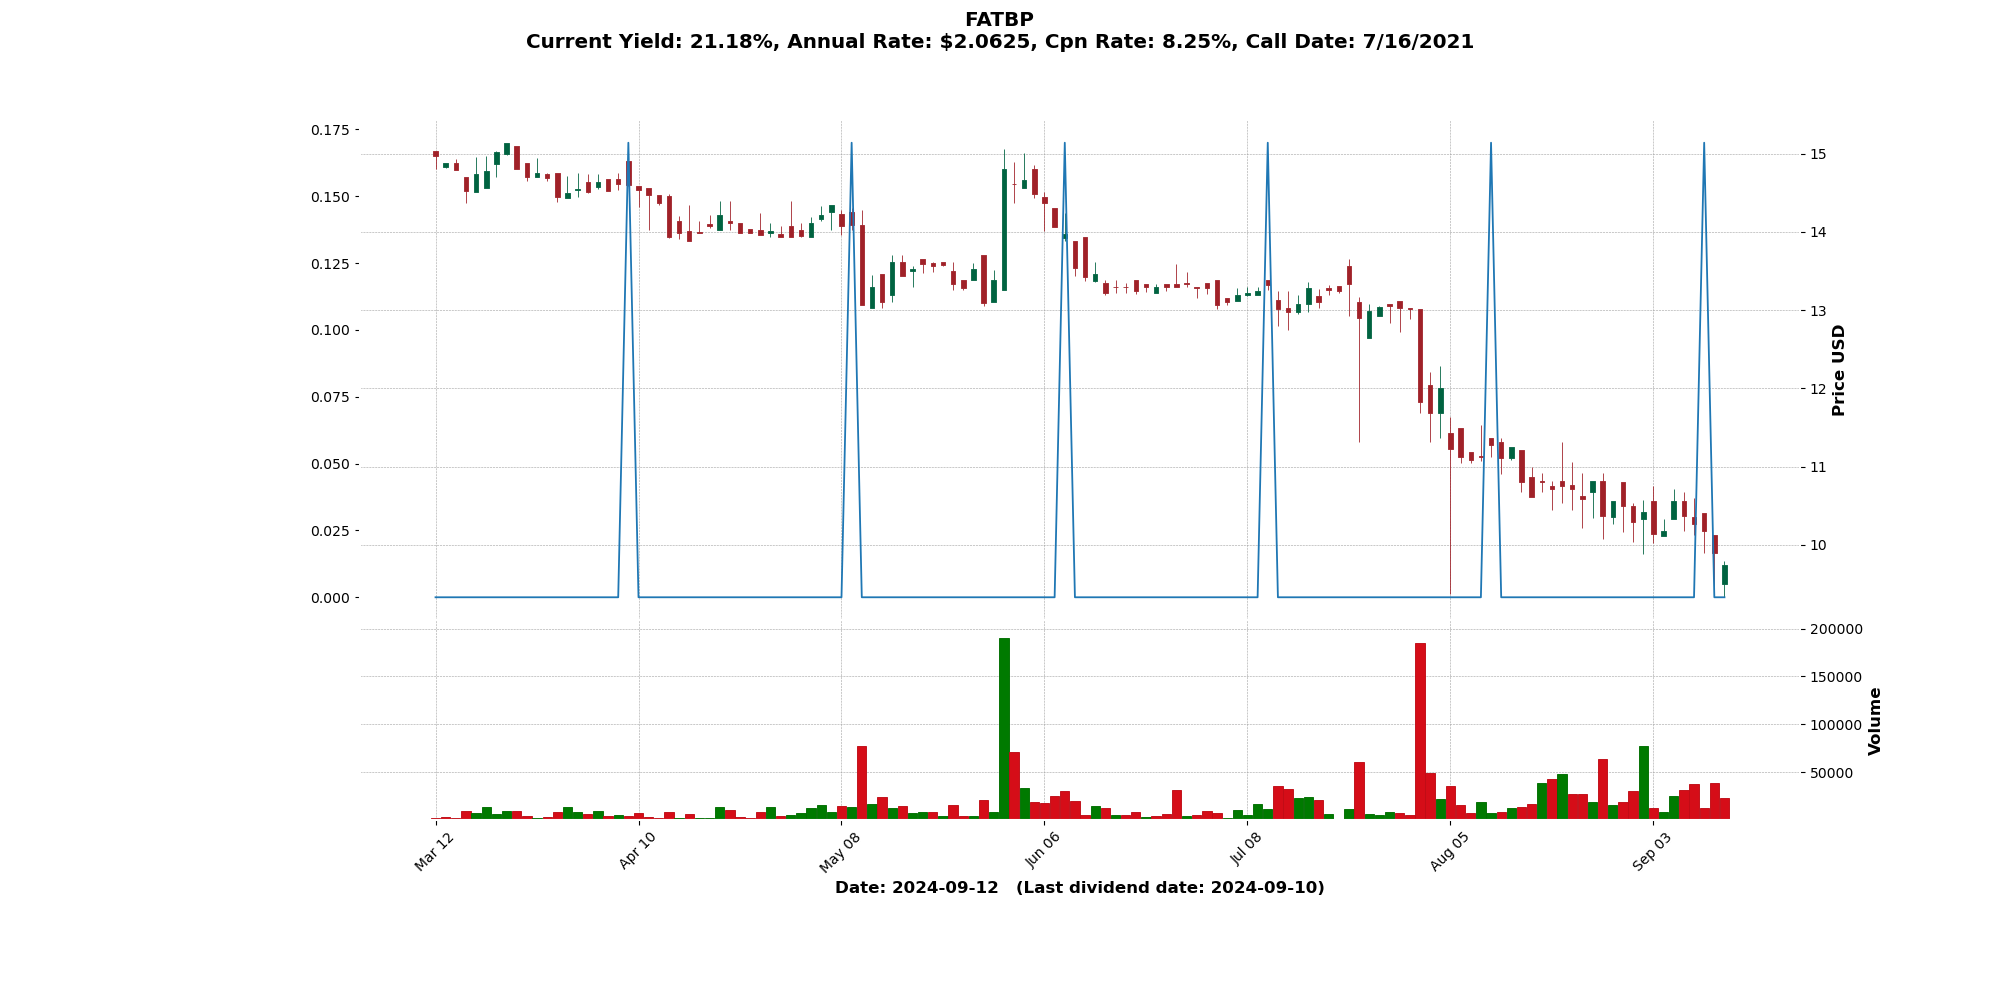 FATBP
Current Yield: 21.18%, Annual Rate: $2.0625, Cpn Rate: 8.25%, Call Date: 7/16/2021
0.175
0.150
0.125
0.100
0.075
0.050
0.025
0.000
15
14
13
12
11
10
Price USD
200000
150000
100000
50000
Volume
Mar 12
Apr 10
May 08
Jun 06
Jul 08
Aug 05
Sep 03
Date: 2024-09-12 (Last dividend date: 2024-09-10)